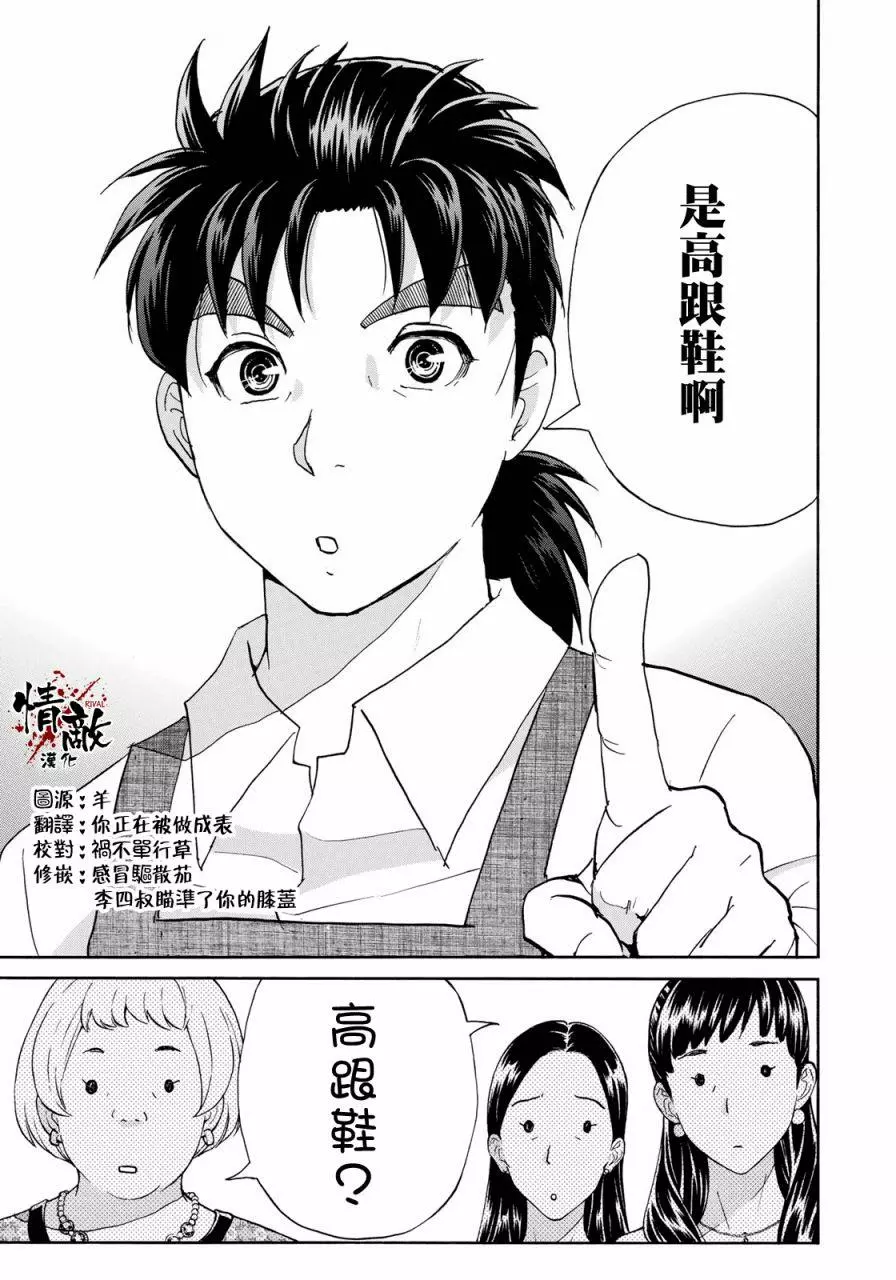 是高跟鞋啊
情敵
RIVAL
漢化
圖源：羊
翻譯：你正在被做成表
校對：禍不單行草
修嵌：感冒驅散茄
李四叔瞄準了你的膝蓋
高跟鞋？